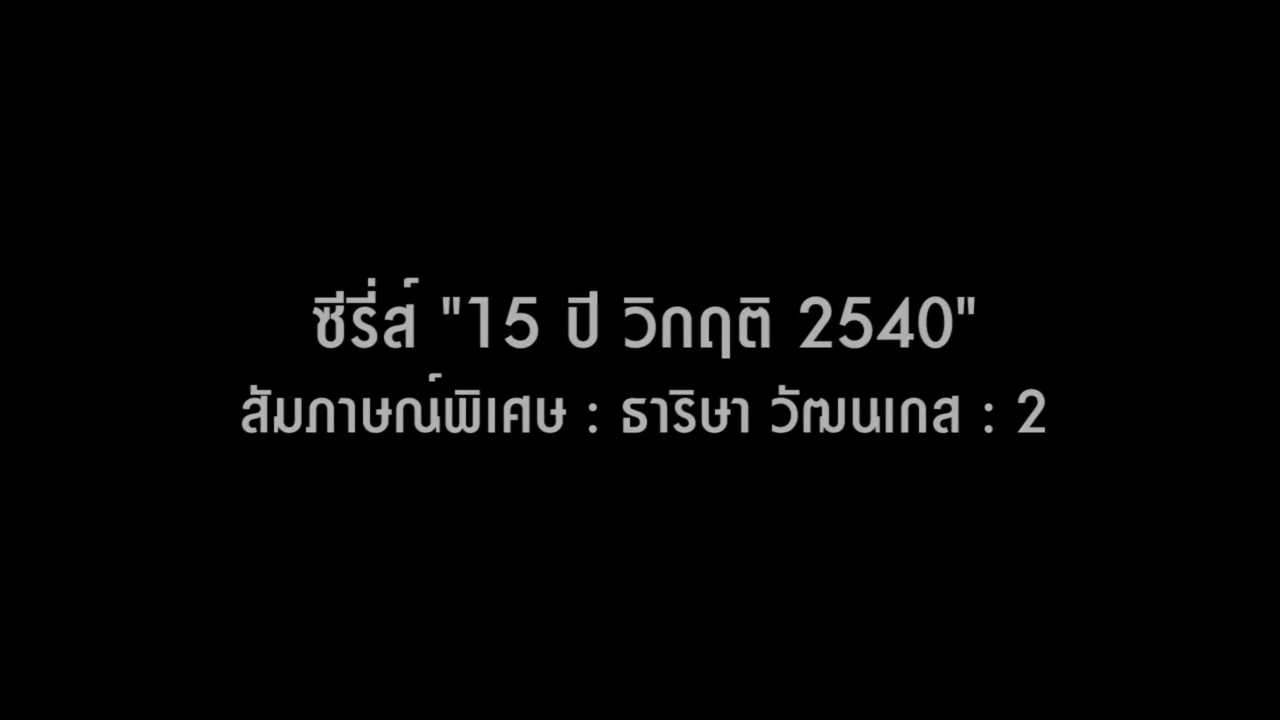 ซีรี่ส์ "15 ปี วิกฤติ 2540"
สัมภาษณ์พิเศษ : ธาริษา วัฒนเกส : 2